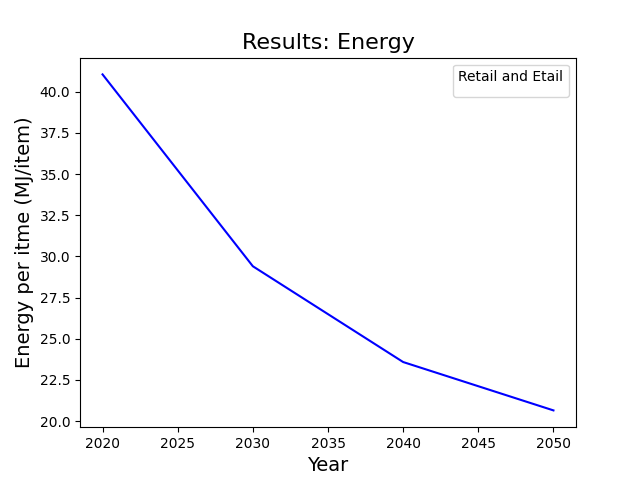 Results: Energy
Retail and Etail
Energy per itme (MJ/item)
40.0
37.5
35.0
32.5
30.0
27.5
25.0
22.5
20.0
2020 2025 2030 2035 2040 2045 2050
Year